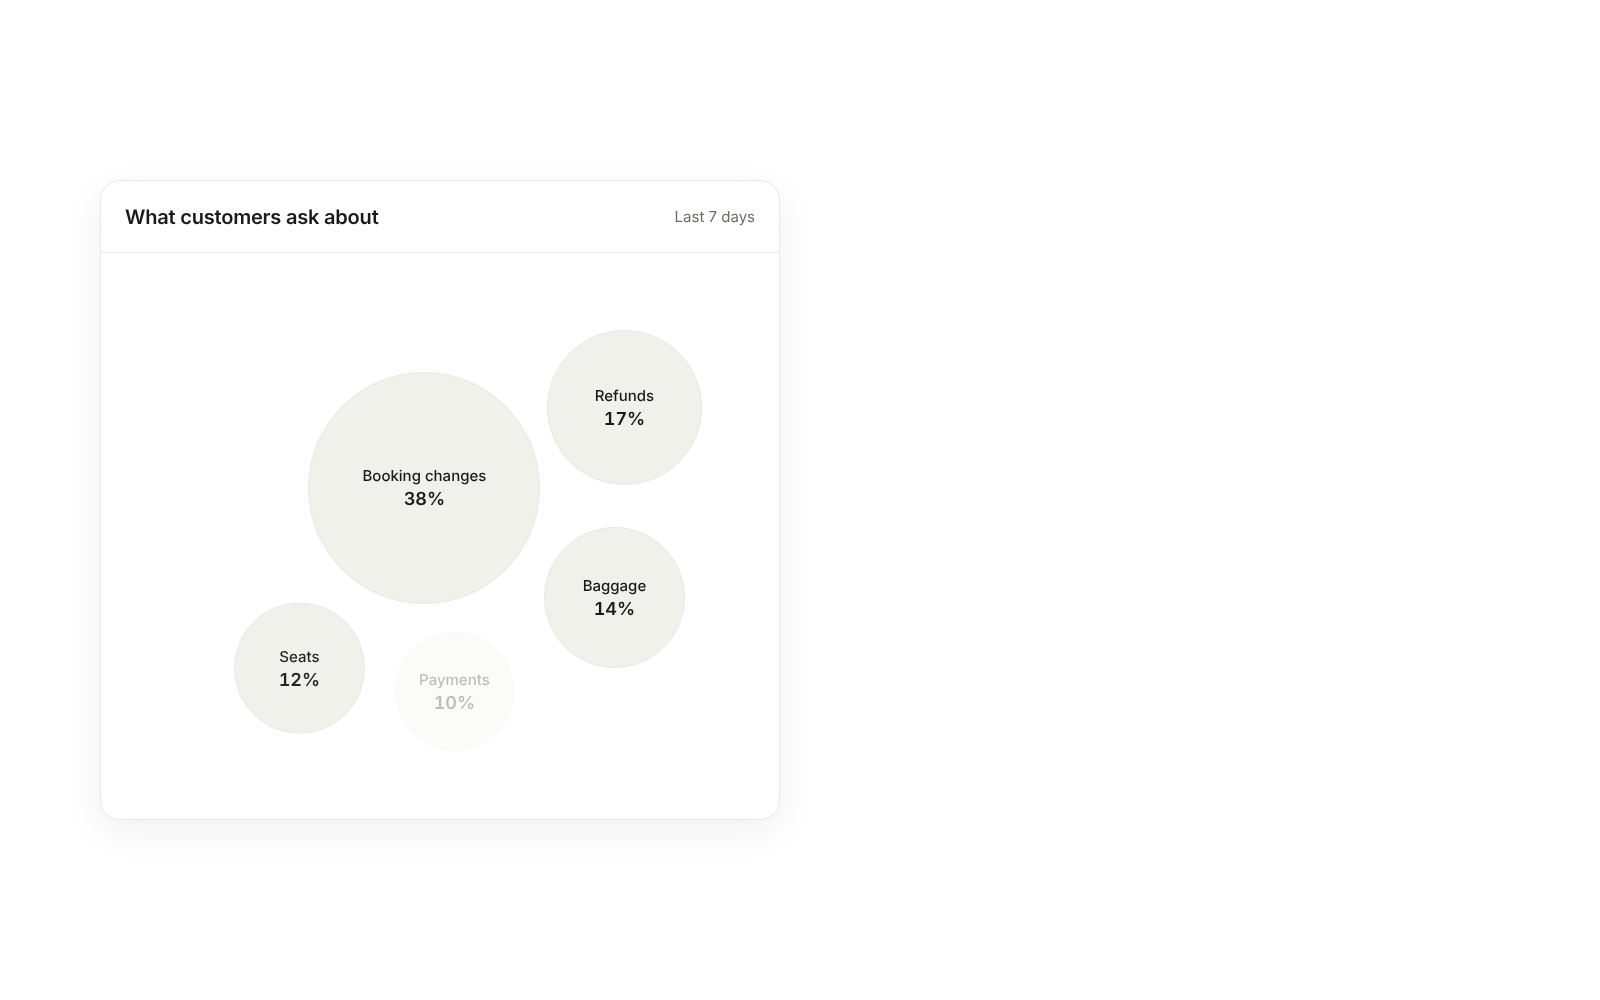 What customers ask about
Last 7 days
Refunds
17%
Booking changes
38%
Baggage
14%
Seats
12%
Payments
10%